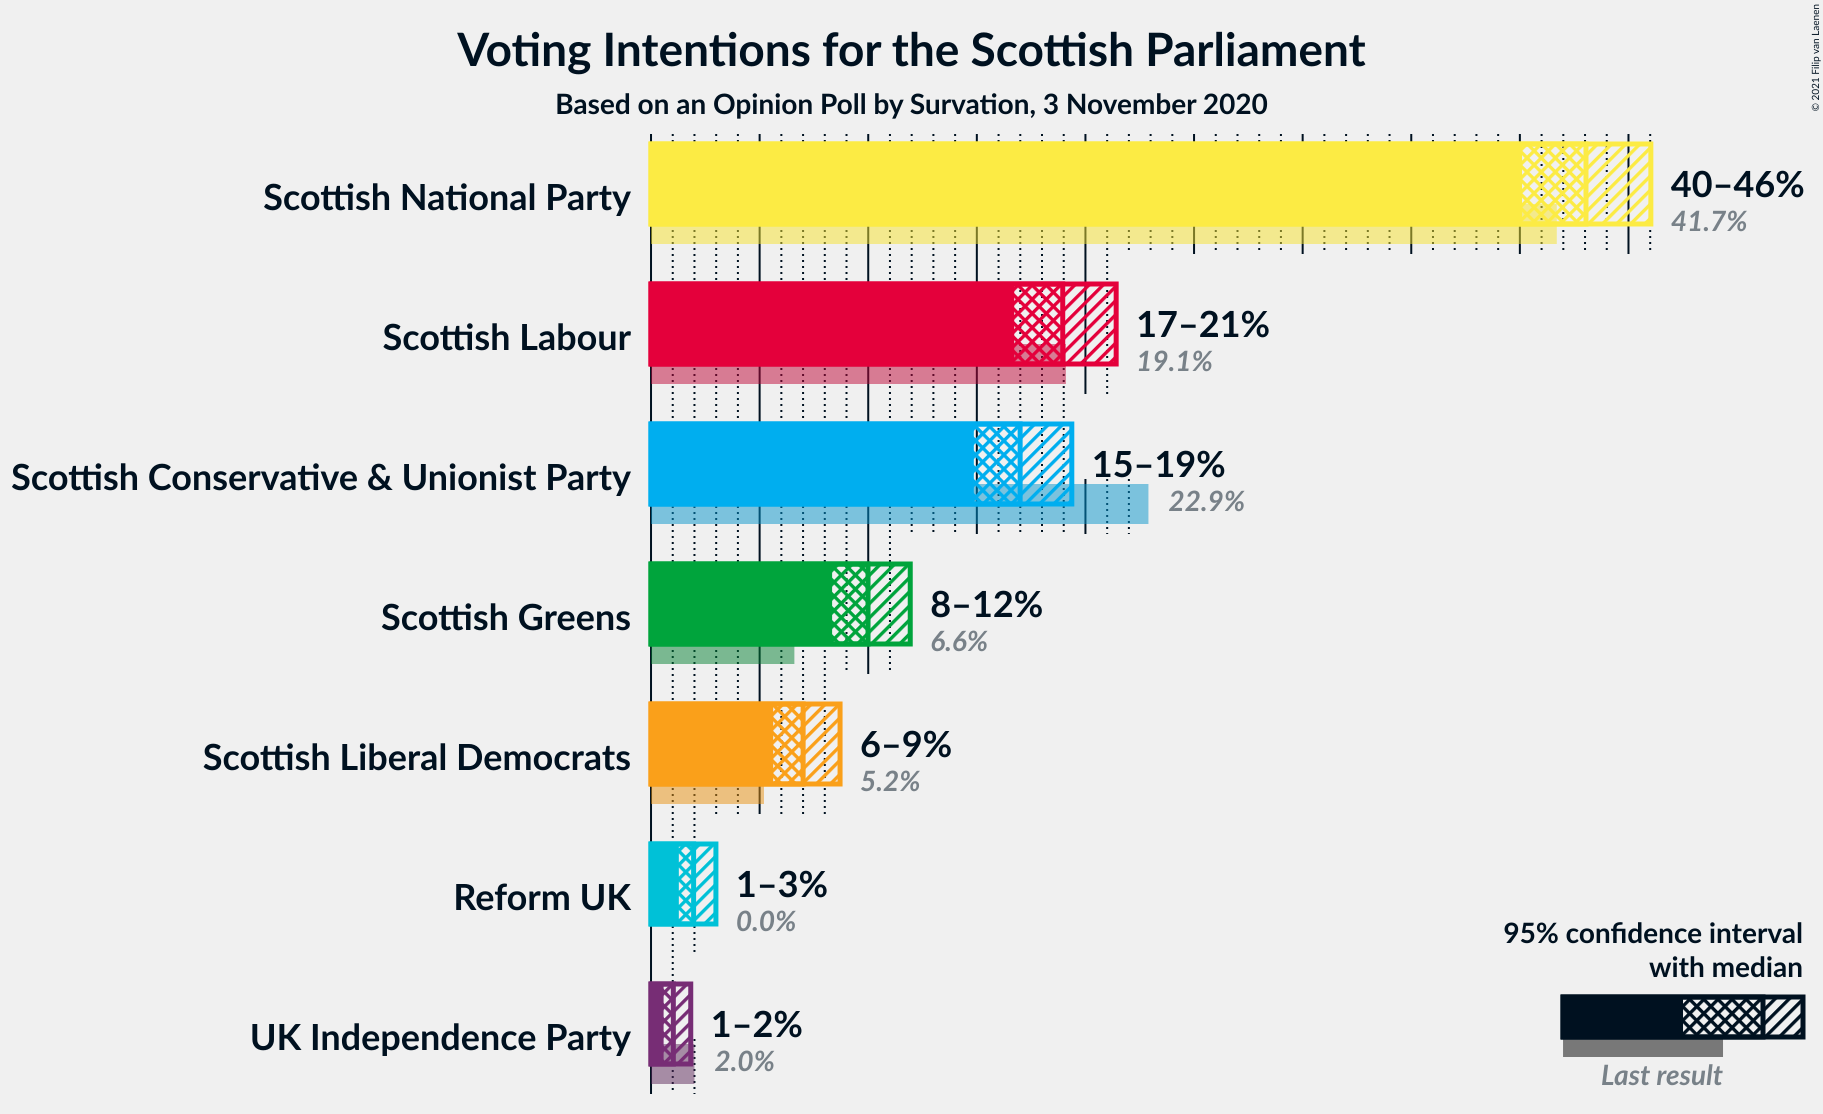 Voting Intentions for the Scottish Parliament
Based on an Opinion Poll by Survation, 3 November 2020
© 2021 Filip van Laenen
Scottish National Party
40–46%
41.7%
Scottish Labour
17–21%
19.1%
Scottish Conservative & Unionist Party
15–19%
22.9%
Scottish Greens
8–12%
6.6%
Scottish Liberal Democrats
6–9%
5.2%
Reform UK
1–3%
0.0%
UK Independence Party
1–2%
2.0%
95% confidence interval
with median
Last result